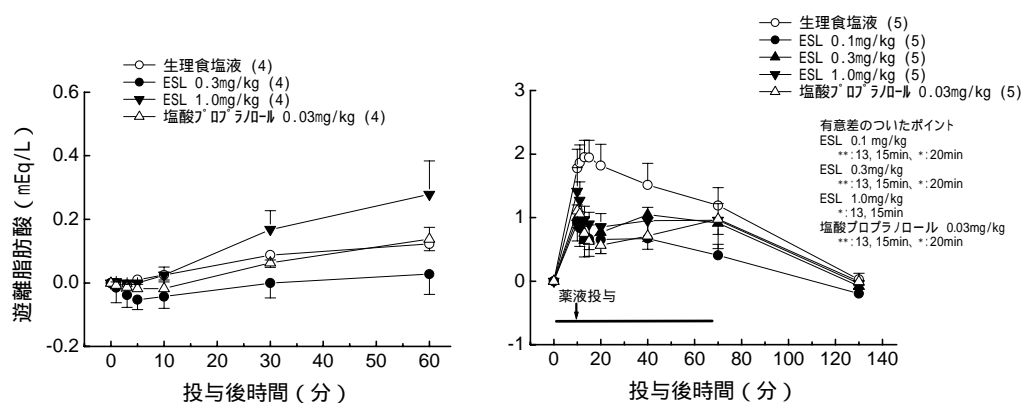 生理食塩液 (4)
ESL 0.3mg/kg (4)
ESL 1.0mg/kg (4)
塩酸プロプラノロール 0.03mg/kg (4)
遊離脂肪酸 (mEq/L)
0.6
0.4
0.2
0.0
-0.2
0 10 20 30 40 50 60
投与後時間 (分)
生理食塩液 (5)
ESL 0.1mg/kg (5)
ESL 0.3mg/kg (5)
ESL 1.0mg/kg (5)
塩酸プロプラノロール 0.03mg/kg (5)
有意差のついたポイント
ESL 0.1 mg/kg
**:13, 15min、*:20min
ESL 0.3mg/kg
**:13, 15min、*:20min
ESL 1.0mg/kg
*:13, 15min
塩酸プロプラノロール 0.03mg/kg
**:13, 15min、*:20min
3
2
1
0
-1
薬液投与
0 20 40 60 80 100 120 140
投与後時間 (分)